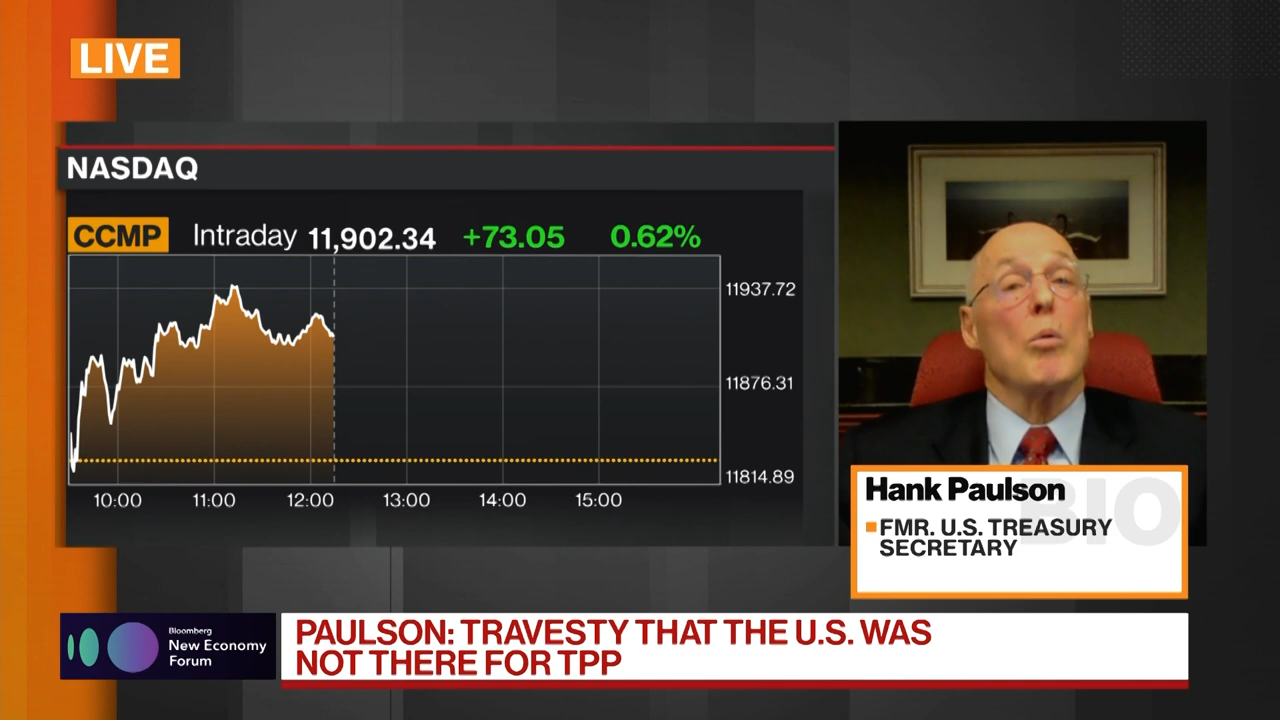 LIVE
NASDAQ
CCMP Intraday 11,902.34 +73.05 0.62%
11937.72
11876.31
11814.89
10:00 11:00 12:00 13:00 14:00 15:00
BIO
Hank Paulson
FMR. U.S. TREASURY
SECRETARY
Bloomberg
New Economy
Forum
PAULSON: TRAVESTY THAT THE U.S. WAS
NOT THERE FOR TPP